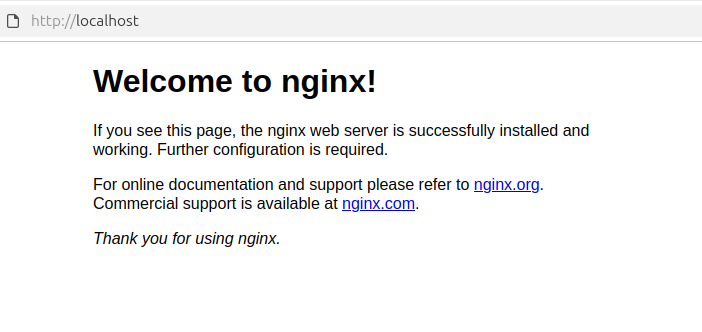 http://localhost
Welcome to nginx!
If you see this page, the nginx web server is successfully installed and
working. Further configuration is required.
For online documentation and support please refer to nginx.org.
Commercial support is available at nginx.com.
Thank you for using nginx.